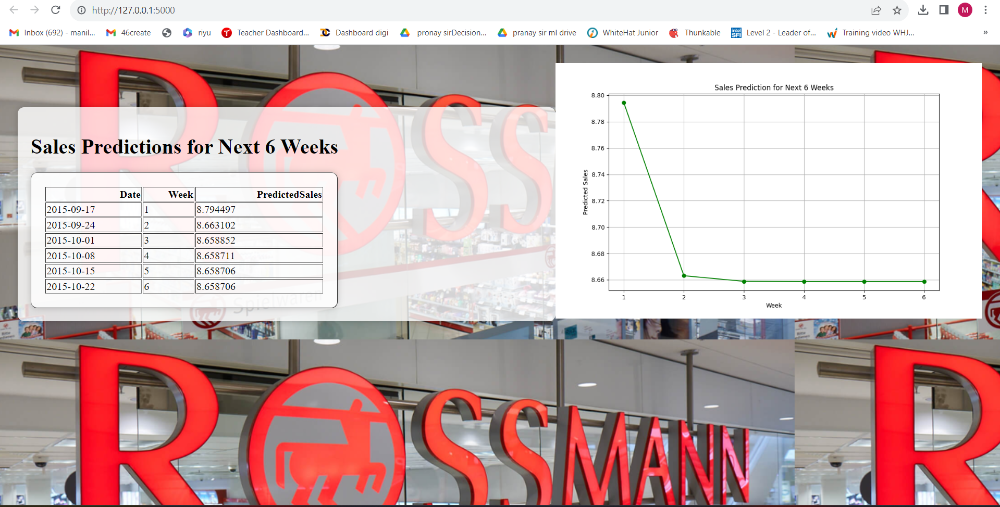 http://127.0.0.1:5000
M
Inbox (692) - manil...
46create
riyu
Teacher Dashboard...
Dashboard digi
pronay sirDecision...
pranay sir ml drive
WhiteHat Junior
Thunkable
intel SFI
Level 2 - Leader of...
Training video WHJ...
»
ROSS
Sales Predictions for Next 6 Weeks
Date Week PredictedSales
2015-09-17 1 8.794497
2015-09-24 2 8.663102
2015-10-01 3 8.658852
2015-10-08 4 8.658711
2015-10-15 5 8.658706
2015-10-22 6 8.658706
Spielwaren
Sales Prediction for Next 6 Weeks
8.80
8.78
8.76
8.74
8.72
8.70
8.68
8.66
Predicted Sales
1 2 3 4 5 6
Week
R
Bitte
Bitte
ROSSMANN
R